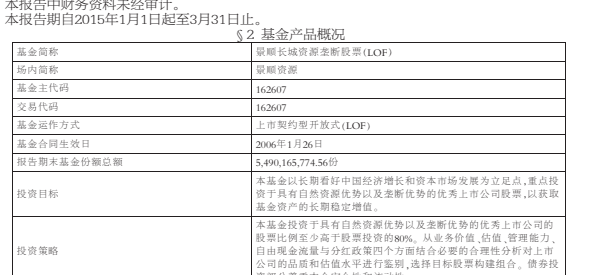 本报告中财务资料未经审计。
本报告期自2015年1月1日起至3月31日止。
§2 基金产品概况
基金简称 景顺长城资源垄断股票(LOF)
场内简称 景顺资源
基金主代码 162607
交易代码 162607
基金运作方式 上市契约型开放式(LOF)
基金合同生效日 2006年1月26日
报告期末基金份额总额 5,490,165,774.56份
投资目标 本基金以长期看好中国经济增长和资本市场发展为立足点,重点投
资于具有自然资源优势以及垄断优势的优秀上市公司股票,以获取
基金资产的长期稳定增值。
投资策略 本基金投资于具有自然资源优势以及垄断优势的优秀上市公司的
股票比例至少高于股票投资的80%。从业务价值、估值、管理能力、
自由现金流量与分红政策四个方面结合必要的合理性分析对上市
公司的品质和估值水平进行鉴别,选择目标股票构建组合。债券投